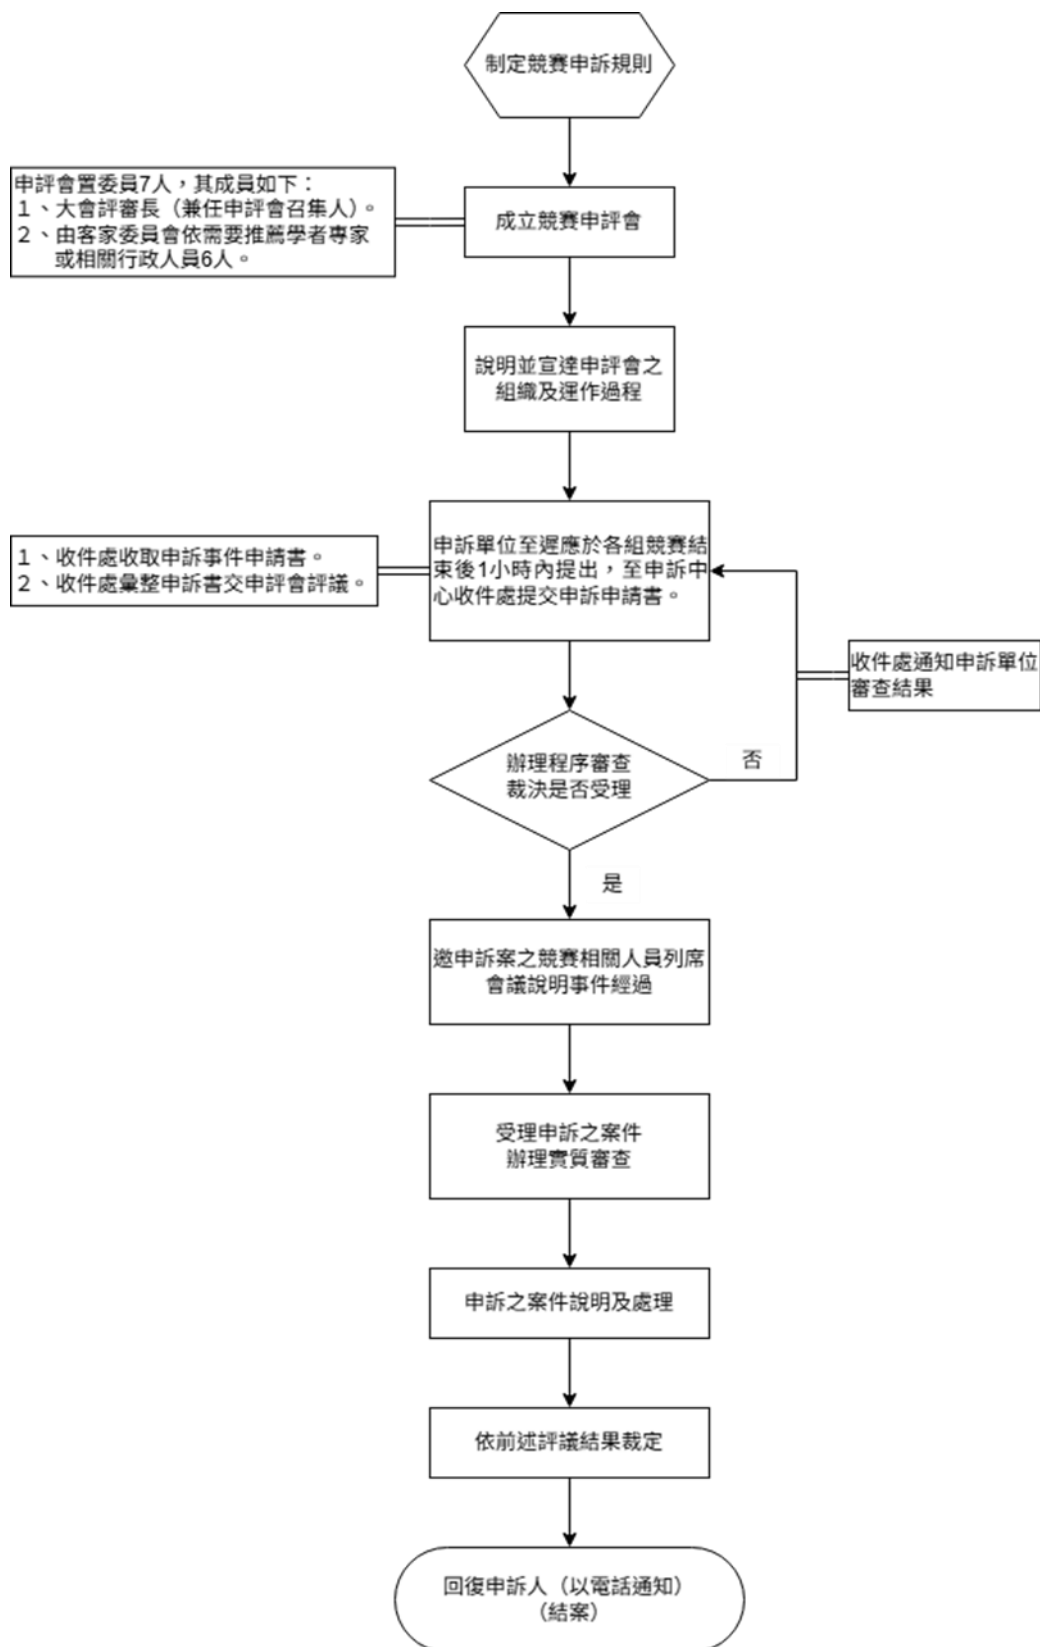 制定競賽申訴規則
申評會置委員7人，其成員如下：
１、大會評審長（兼任申評會召集人）。
２、由客家委員會依需要推薦學者專家
或相關行政人員6人。
成立競賽申評會
說明並宣達申評會之
組織及運作過程
１、收件處收取申訴事件申請書。
２、收件處彙整申訴書交申評會評議。
申訴單位至遲應於各組競賽結
束後1小時內提出，至申訴中
心收件處提交申訴申請書。
收件處通知申訴單位
審查結果
辦理程序審查
裁決是否受理
否
是
邀申訴案之競賽相關人員列席
會議說明事件經過
受理申訴之案件
辦理實質審查
申訴之案件說明及處理
依前述評議結果裁定
回復申訴人（以電話通知）
（結案）